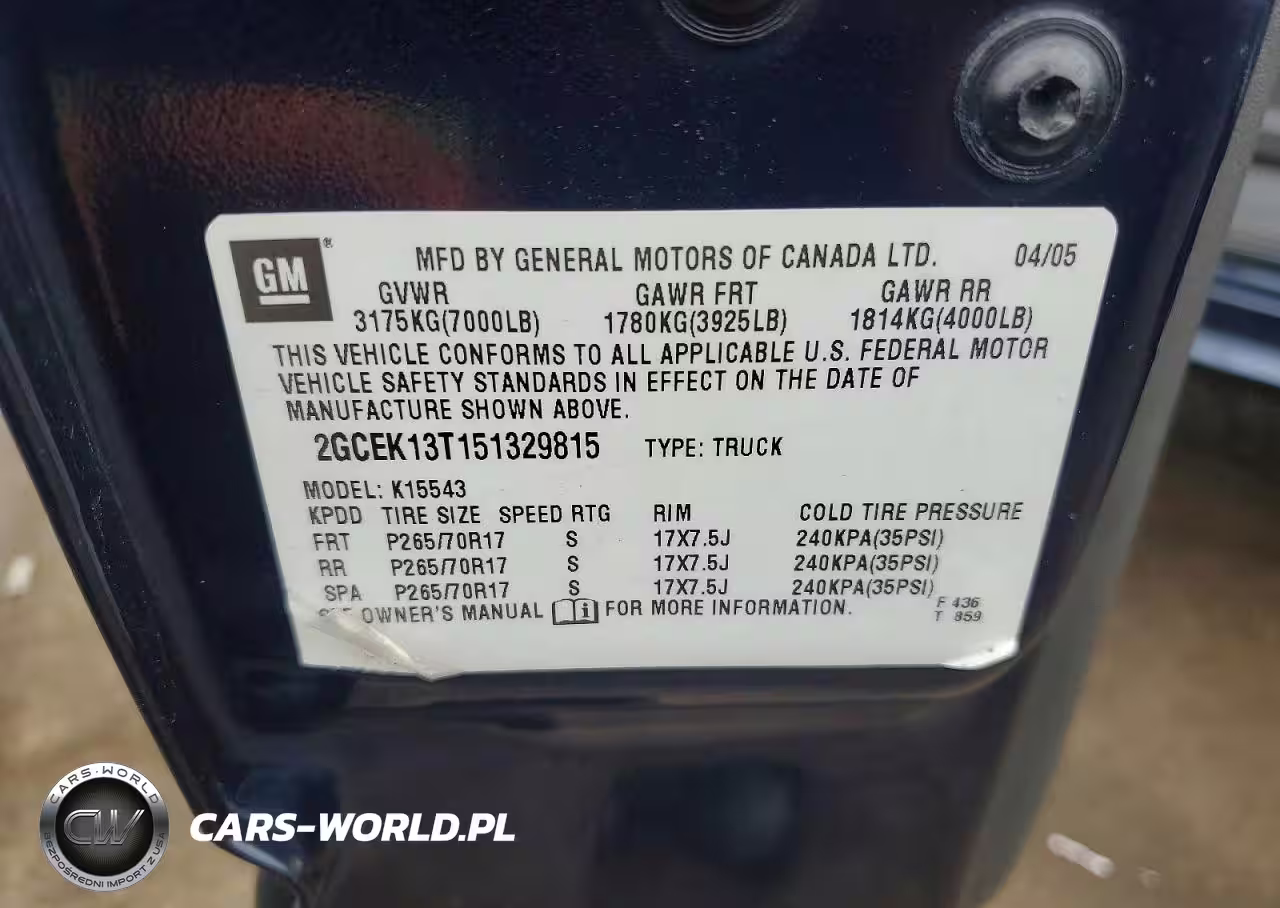 GM ® MFD BY GENERAL MOTORS OF CANADA LTD. 04/05
GVWR GAWR FRT GAWR RR
3175KG(7000LB) 1780KG(3925LB) 1814KG(4000LB)
THIS VEHICLE CONFORMS TO ALL APPLICABLE U.S. FEDERAL MOTOR
VEHICLE SAFETY STANDARDS IN EFFECT ON THE DATE OF
MANUFACTURE SHOWN ABOVE.
2GCEK13T151329815 TYPE: TRUCK
MODEL: K15543
KPDD TIRE SIZE SPEED RTG RIM COLD TIRE PRESSURE
FRT P265/70R17 S 17X7.5J 240KPA(35PSI)
RR P265/70R17 S 17X7.5J 240KPA(35PSI)
SPA P265/70R17 S 17X7.5J 240KPA(35PSI)
OWNER'S MANUAL FOR MORE INFORMATION. F 436
T 859
CARS-WORLD
CW
BEZPOŚREDNI IMPORT Z USA
CARS-WORLD.PL